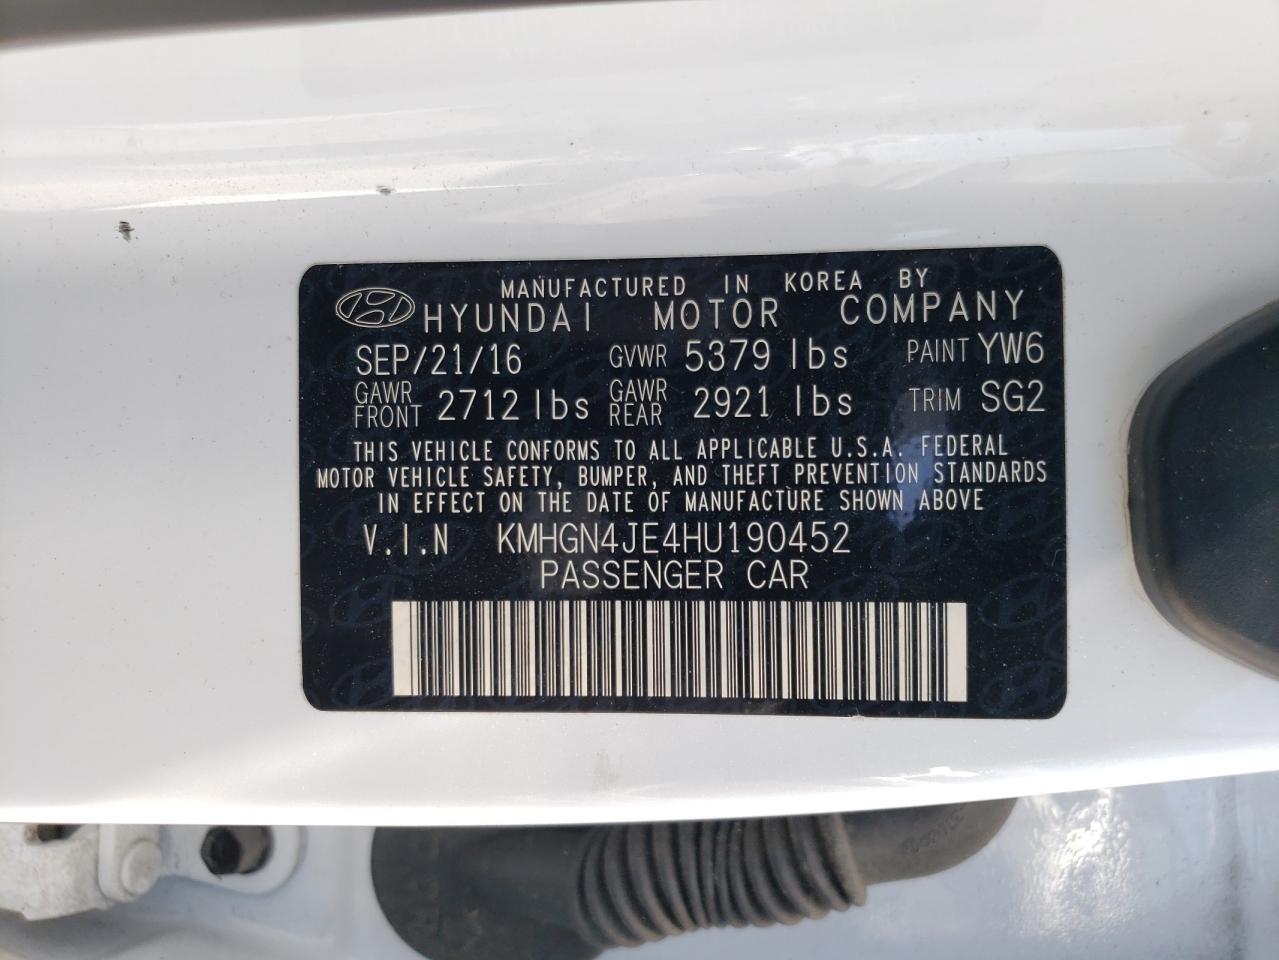 MANUFACTURED IN KOREA BY
HYUNDAI MOTOR COMPANY
SEP/21/16 GVWR 5379 lbs PAINT YW6
GAWR FRONT 2712 lbs GAWR REAR 2921 lbs TRIM SG2
THIS VEHICLE CONFORMS TO ALL APPLICABLE U.S.A. FEDERAL
MOTOR VEHICLE SAFETY, BUMPER, AND THEFT PREVENTION STANDARDS
IN EFFECT ON THE DATE OF MANUFACTURE SHOWN ABOVE
V.I.N KMHGN4JE4HU190452
PASSENGER CAR